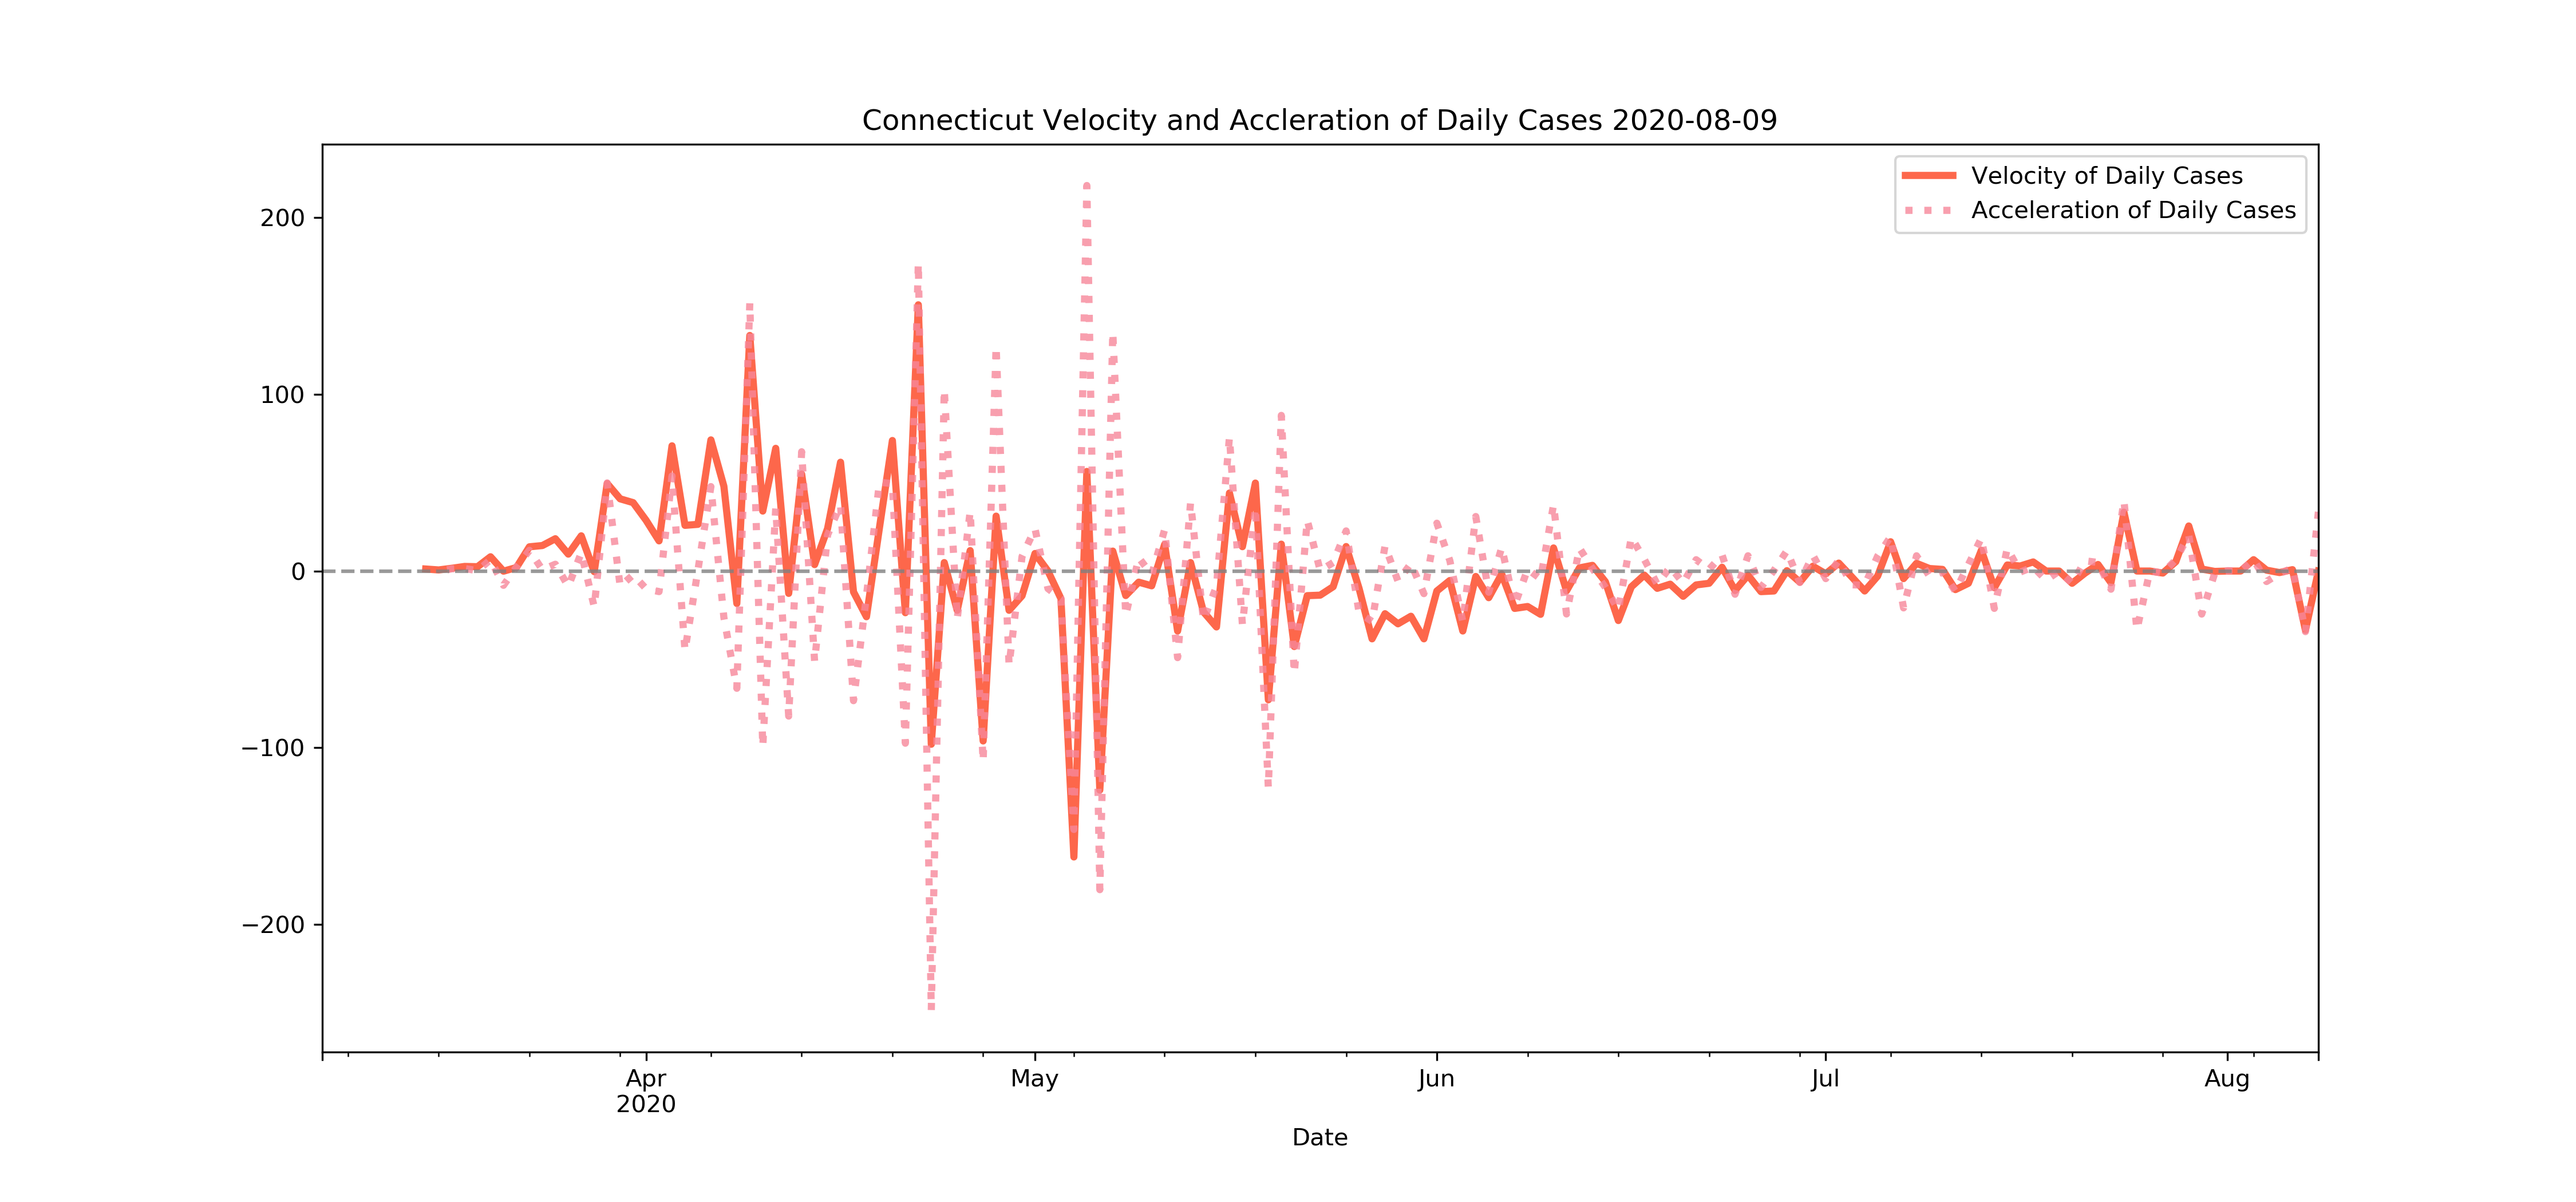 Connecticut Velocity and Accleration of Daily Cases 2020-08-09
Velocity of Daily Cases
Acceleration of Daily Cases
200
100
0
−100
−200
Apr
2020
May
Jun
Jul
Aug
Date